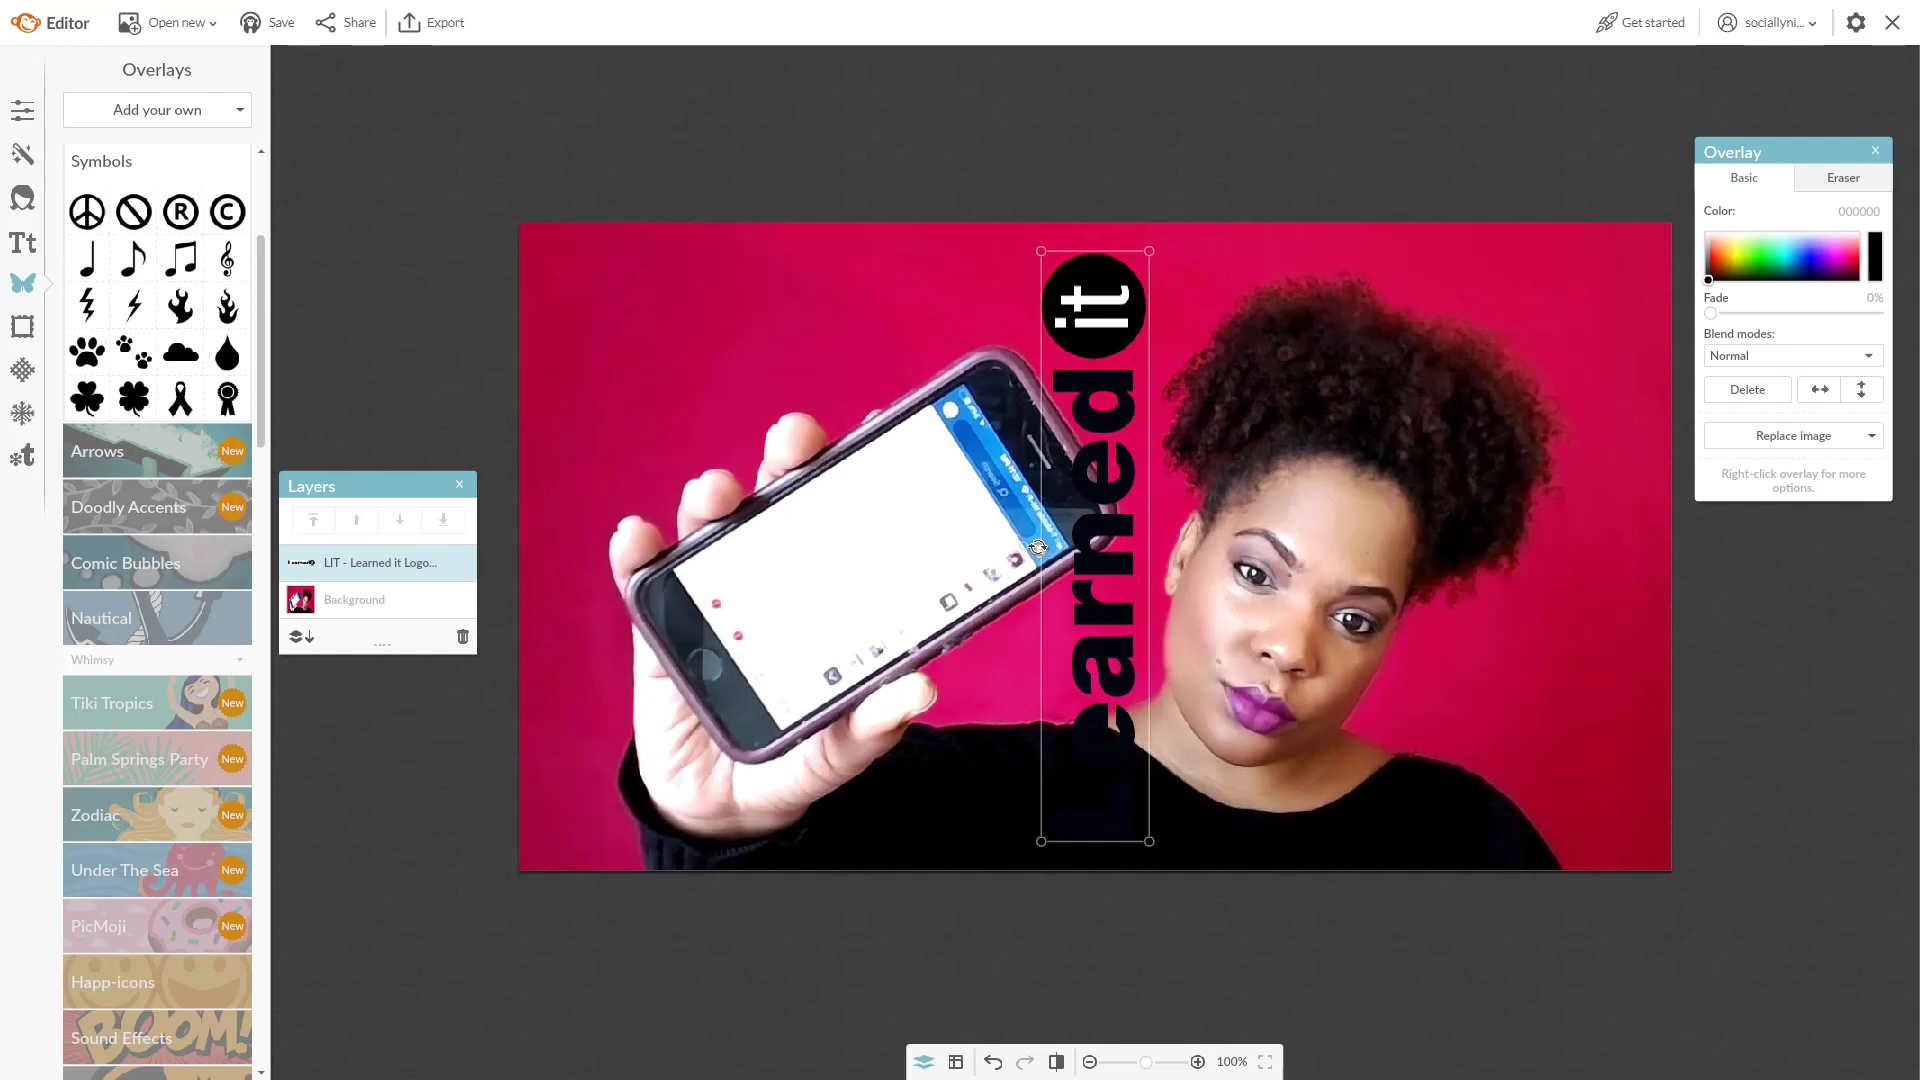 Editor
Open new
Save
Share
Export
Get started
sociallyni...
Overlays
Add your own
Symbols
R
C
Arrows
New
Doodly Accents
New
Comic Bubbles
Nautical
Whimsy
Tiki Tropics
New
Palm Springs Party
New
Zodiac
New
Under The Sea
New
PicMoji
New
Happ-icons
Sound Effects
BOOM!
Tt
t
Layers
LIT - Learned it Logo...
Background
Learned it
Overlay
Basic
Eraser
Color:
000000
Fade
0%
Blend modes:
Normal
Delete
Replace image
Right-click overlay for more
options.
100%